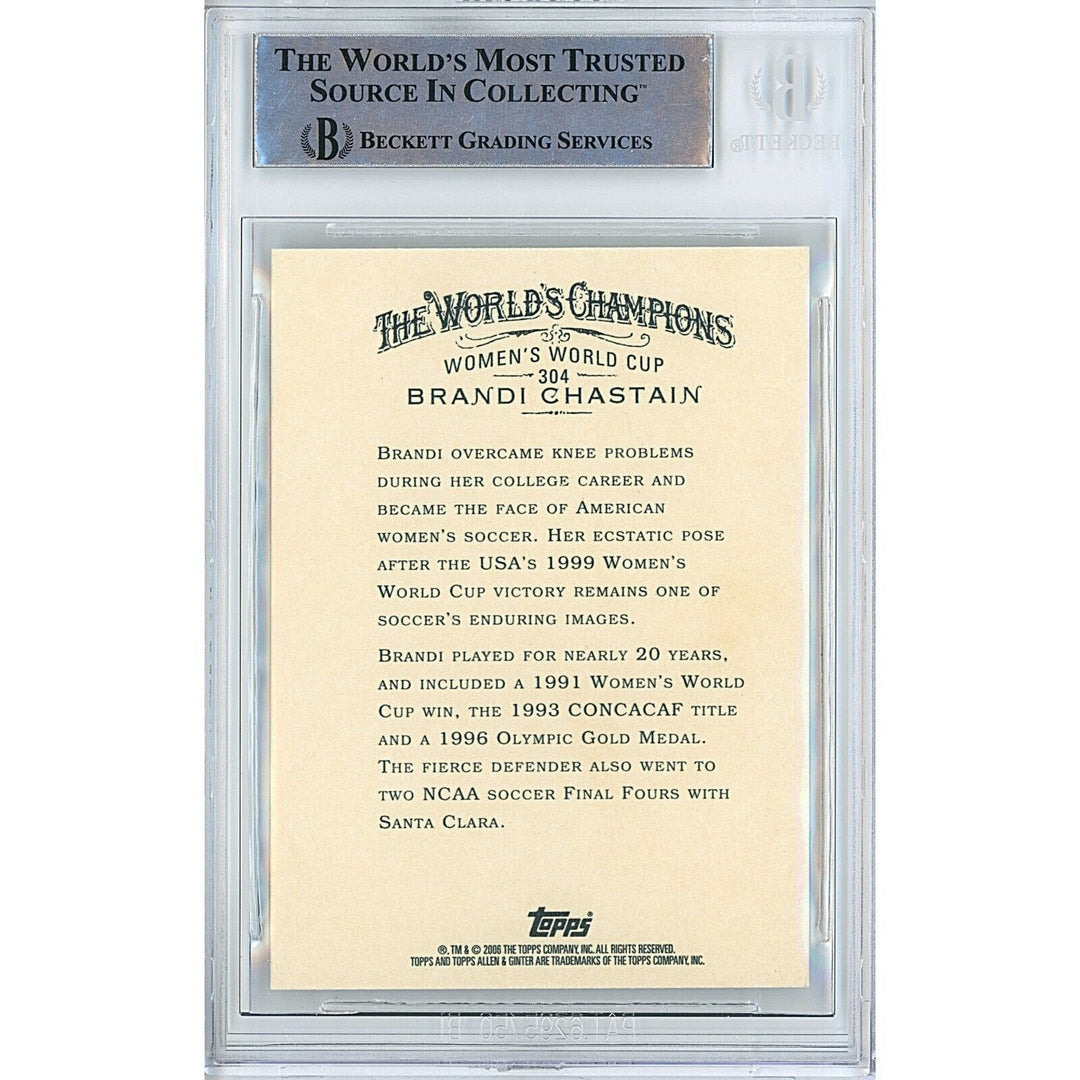 THE WORLD'S MOST TRUSTED
SOURCE IN COLLECTING™
B BECKETT GRADING SERVICES
B
BECKETT®
THE WORLD'S CHAMPIONS
WOMEN'S WORLD CUP
304
BRANDI CHASTAIN
BRANDI OVERCAME KNEE PROBLEMS
DURING HER COLLEGE CAREER AND
BECAME THE FACE OF AMERICAN
WOMEN'S SOCCER. HER ECSTATIC POSE
AFTER THE USA'S 1999 WOMEN'S
WORLD CUP VICTORY REMAINS ONE OF
SOCCER'S ENDURING IMAGES.
BRANDI PLAYED FOR NEARLY 20 YEARS,
AND INCLUDED A 1991 WOMEN'S WORLD
CUP WIN, THE 1993 CONCACAF TITLE
AND A 1996 OLYMPIC GOLD MEDAL.
THE FIERCE DEFENDER ALSO WENT TO
TWO NCAA SOCCER FINAL FOURS WITH
SANTA CLARA.
Topps®
®, TM & © 2006 THE TOPPS COMPANY, INC. ALL RIGHTS RESERVED.
TOPPS AND TOPPS ALLEN & GINTER ARE TRADEMARKS OF THE TOPPS COMPANY, INC.